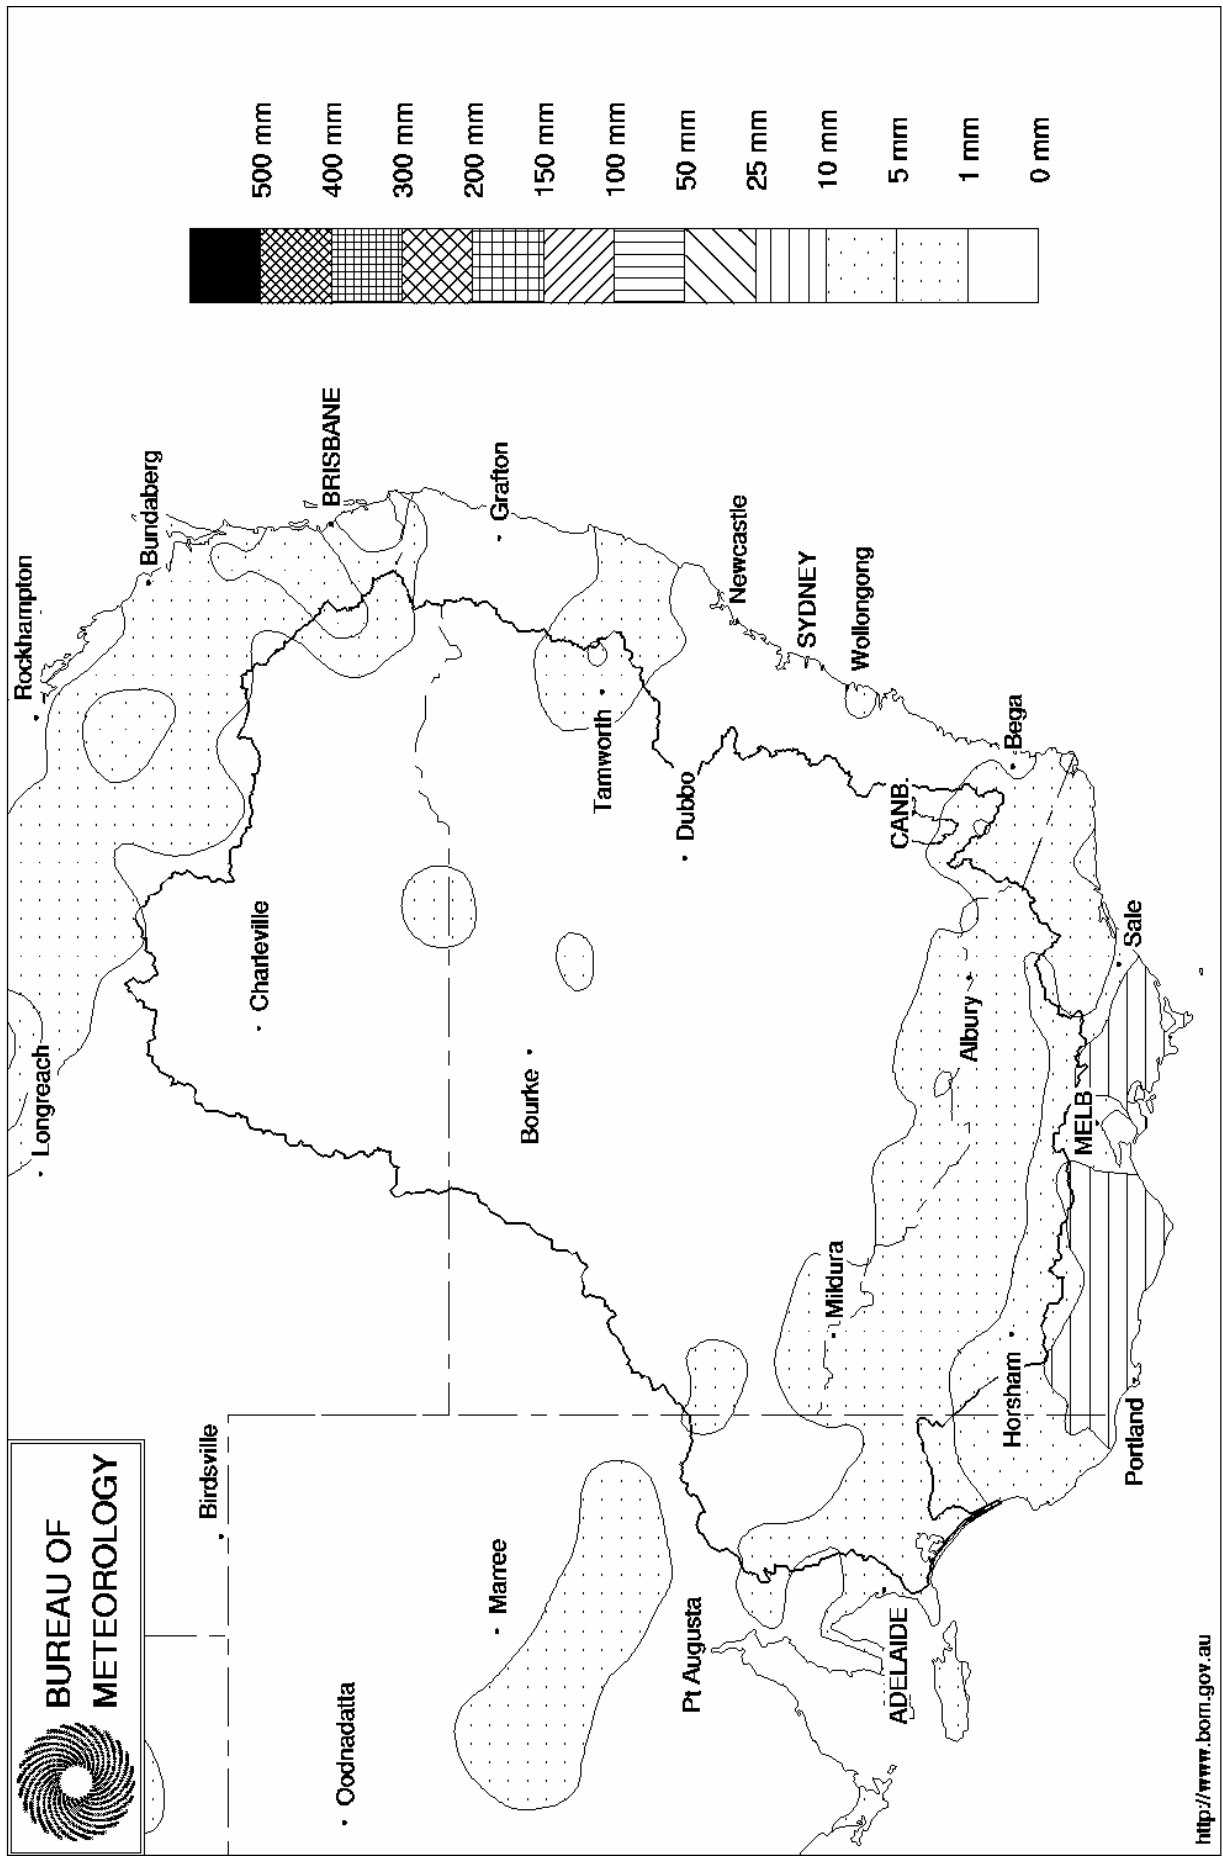 BUREAU OF
METEOROLOGY
500 mm
400 mm
300 mm
200 mm
150 mm
100 mm
50 mm
25 mm
10 mm
5 mm
1 mm
0 mm
Rockhampton
Longreach
Bundaberg
Birdsville
Charleville
BRISBANE
Oodnadatta
Marree
Grafton
Bourke
Tamworth
Dubbo
Pt Augusta
Newcastle
SYDNEY
Mildura
Wollongong
ADELAIDE
CANB.
Albury
Horsham
Bega
MELB
Sale
Portland
http://www.bom.gov.au